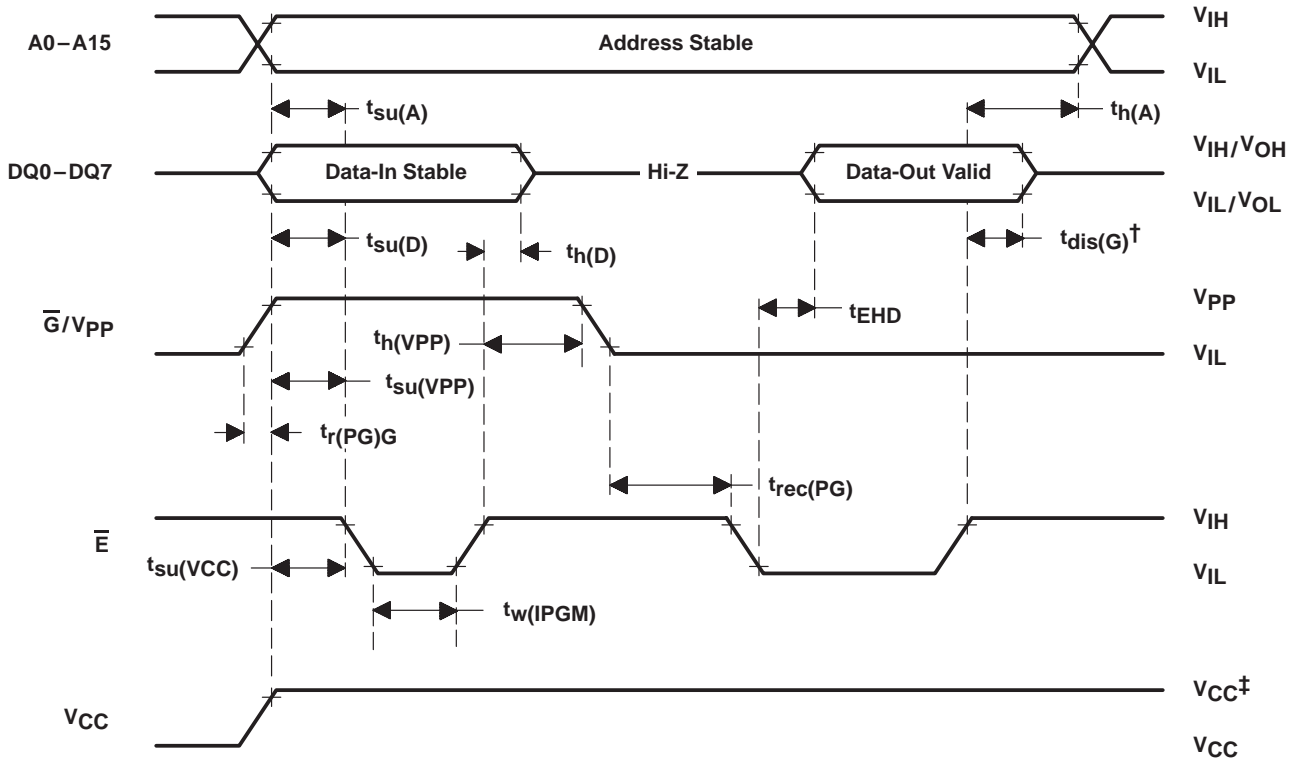 A0–A15
Address Stable
VIH
VIL
tsu(A)
th(A)
DQ0–DQ7
Data-In Stable
Hi-Z
Data-Out Valid
VIH/VOH
VIL/VOL
tsu(D)
th(D)
tdis(G)†
G/VPP
VPP
tEHD
th(VPP)
VIL
tsu(VPP)
tr(PG)G
trec(PG)
E
VIH
tsu(VCC)
VIL
tw(IPGM)
VCC
VCC‡
VCC